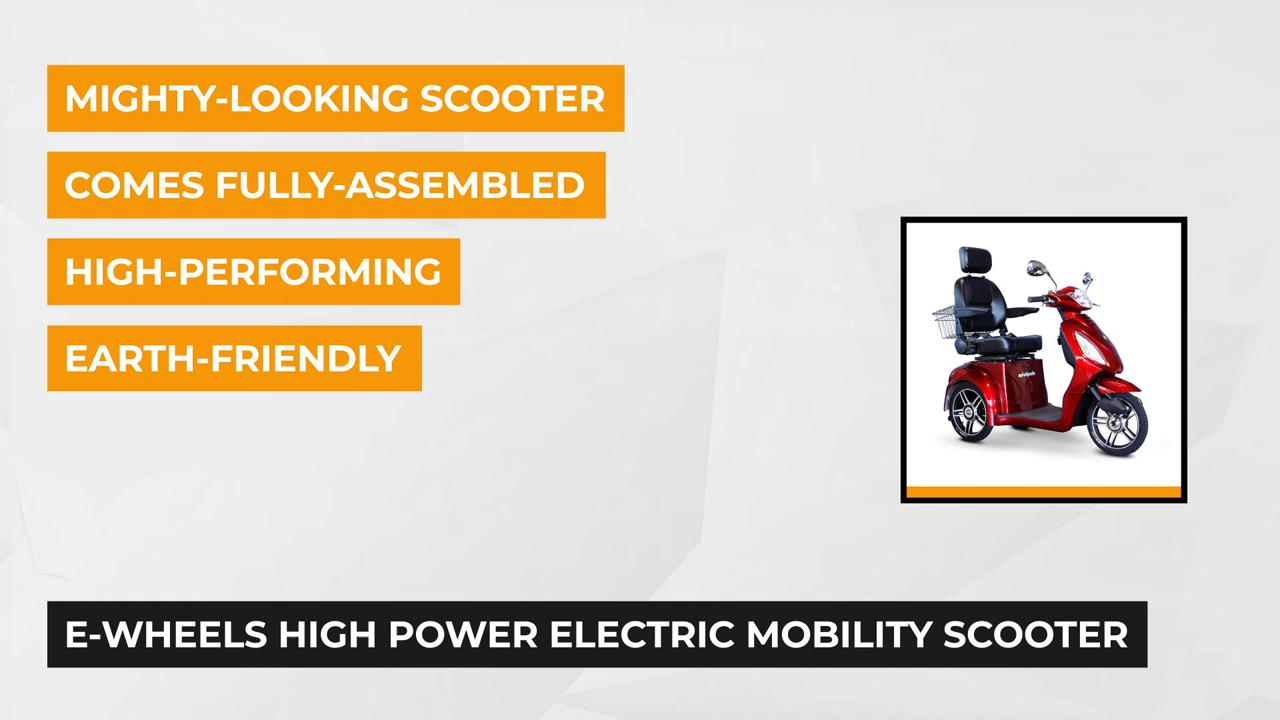 MIGHTY-LOOKING SCOOTER
COMES FULLY-ASSEMBLED
HIGH-PERFORMING
EARTH-FRIENDLY
E-WHEELS HIGH POWER ELECTRIC MOBILITY SCOOTER